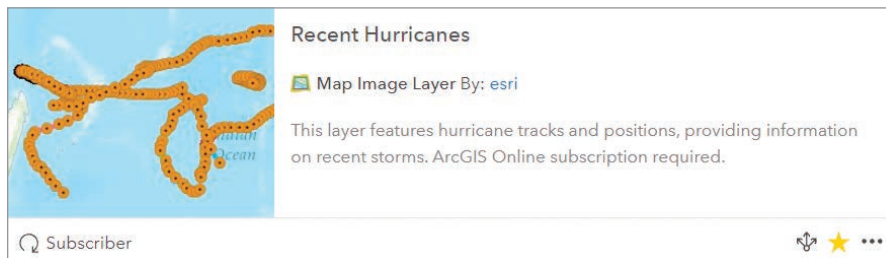 Recent Hurricanes
Map Image Layer By: esri
This layer features hurricane tracks and positions, providing information
on recent storms. ArcGIS Online subscription required.
Ocean
Subscriber